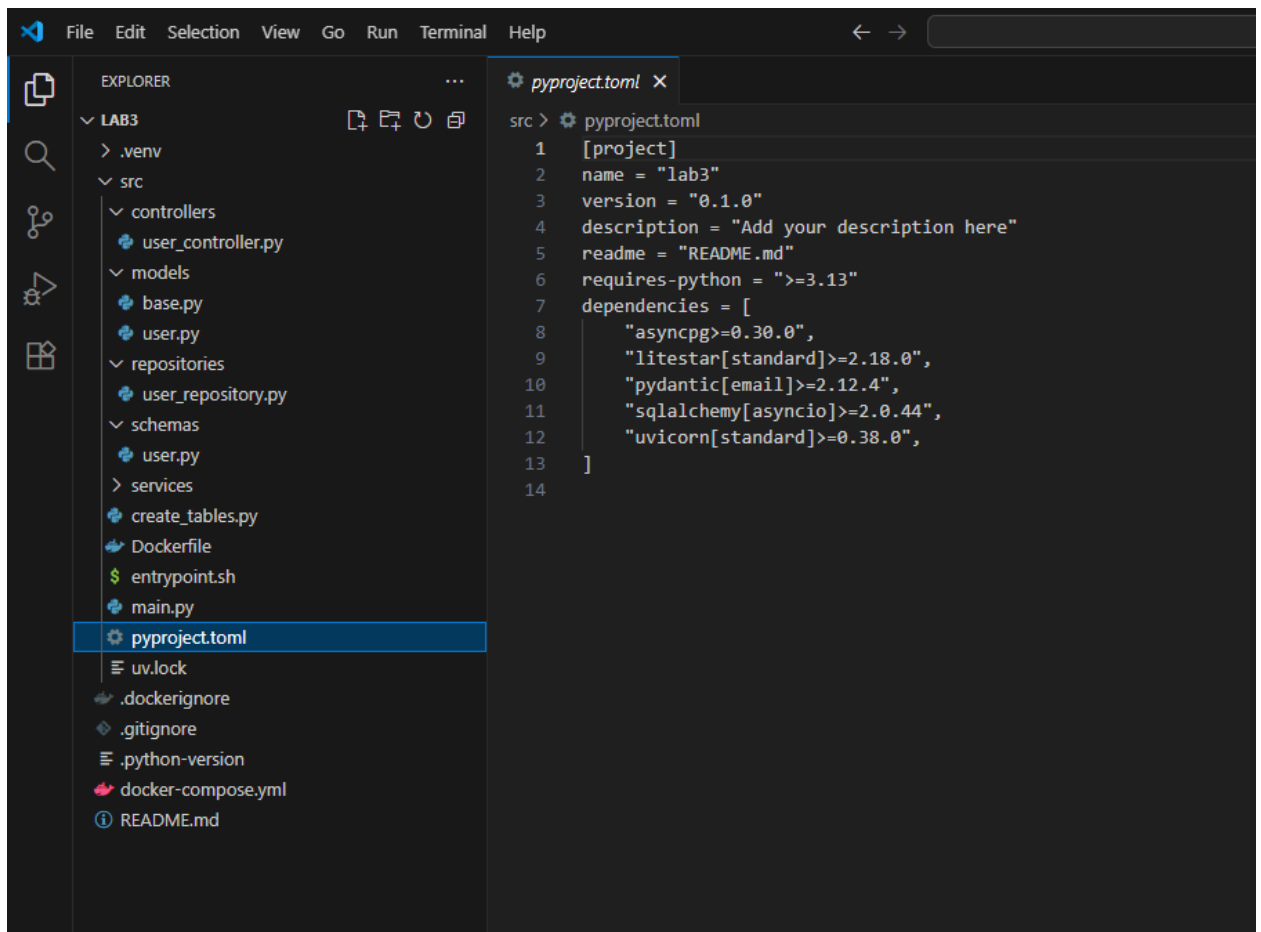 File Edit Selection View Go Run Terminal Help
EXPLORER
LAB3
.venv
src
controllers
user_controller.py
models
base.py
user.py
repositories
user_repository.py
schemas
user.py
services
create_tables.py
Dockerfile
entrypoint.sh
main.py
pyproject.toml
uv.lock
.dockerignore
.gitignore
.python-version
docker-compose.yml
README.md
pyproject.toml
src > pyproject.toml
1 [project]
2 name = "lab3"
3 version = "0.1.0"
4 description = "Add your description here"
5 readme = "README.md"
6 requires-python = ">=3.13"
7 dependencies = [
8 "asyncpg>=0.30.0",
9 "litestar[standard]>=2.18.0",
10 "pydantic[email]>=2.12.4",
11 "sqlalchemy[asyncio]>=2.0.44",
12 "uvicorn[standard]>=0.38.0",
13 ]
14